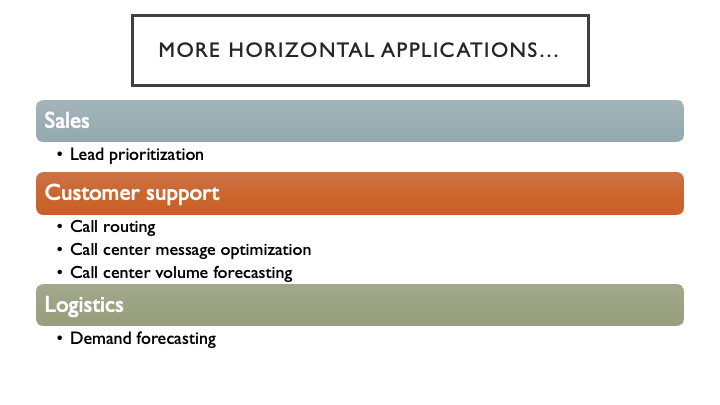 MORE HORIZONTAL APPLICATIONS…
Sales
• Lead prioritization
Customer support
• Call routing
• Call center message optimization
• Call center volume forecasting
Logistics
• Demand forecasting